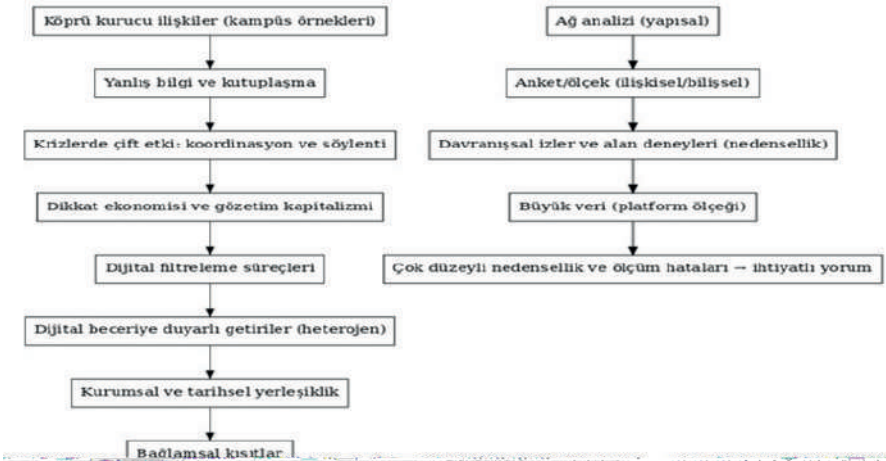 Köprü kurucu ilişkiler (kampüs örnekleri)
Yanlış bilgi ve kutuplaşma
Krizlerde çift etki: koordinasyon ve söylenti
Dikkat ekonomisi ve gözetim kapitalizmi
Dijital filtreleme süreçleri
Dijital beceriye duyarlı getiriler (heterojen)
Kurumsal ve tarihsel yerleşiklik
Bağlamsal kısıtlar
Ağ analizi (yapısal)
Anket/ölçek (ilişkisel/bilişsel)
Davranışsal izler ve alan deneyleri (nedensellik)
Büyük veri (platform ölçeği)
Çok düzeyli nedensellik ve ölçüm hataları → ihtiyatlı yorum